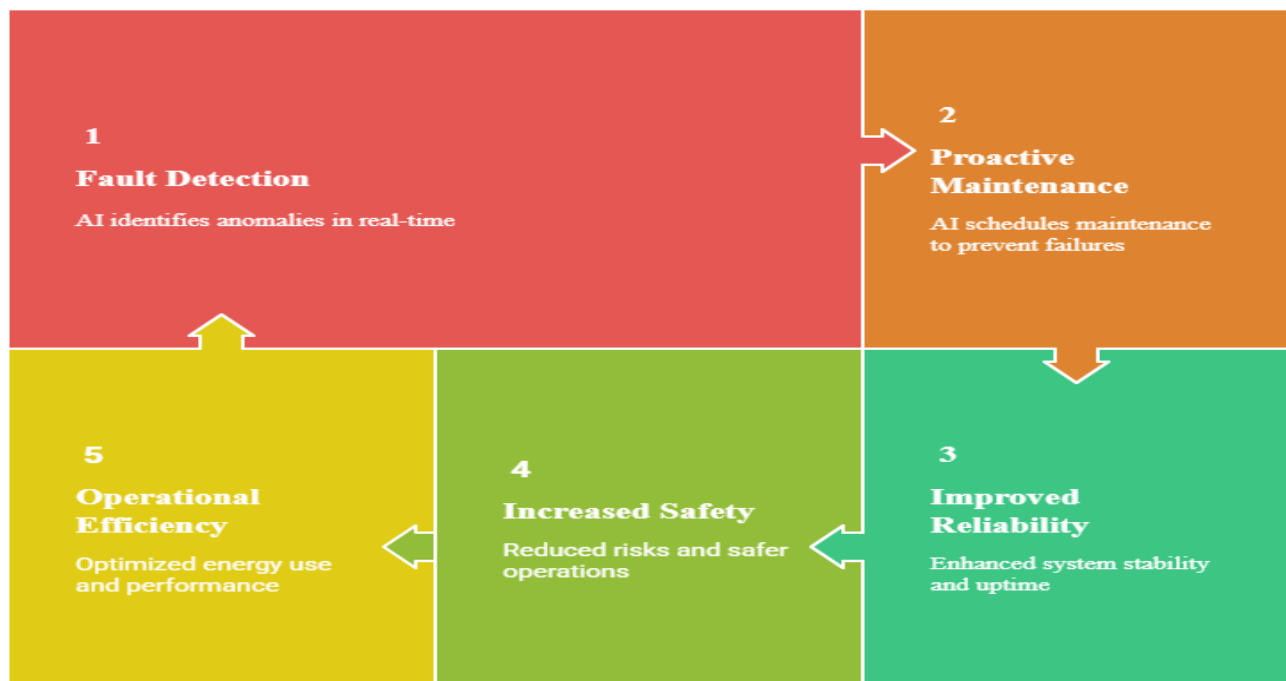 1
Fault Detection
AI identifies anomalies in real-time
2
Proactive
Maintenance
AI schedules maintenance
to prevent failures
3
Improved
Reliability
Enhanced system stability
and uptime
4
Increased Safety
Reduced risks and safer
operations
5
Operational
Efficiency
Optimized energy use
and performance